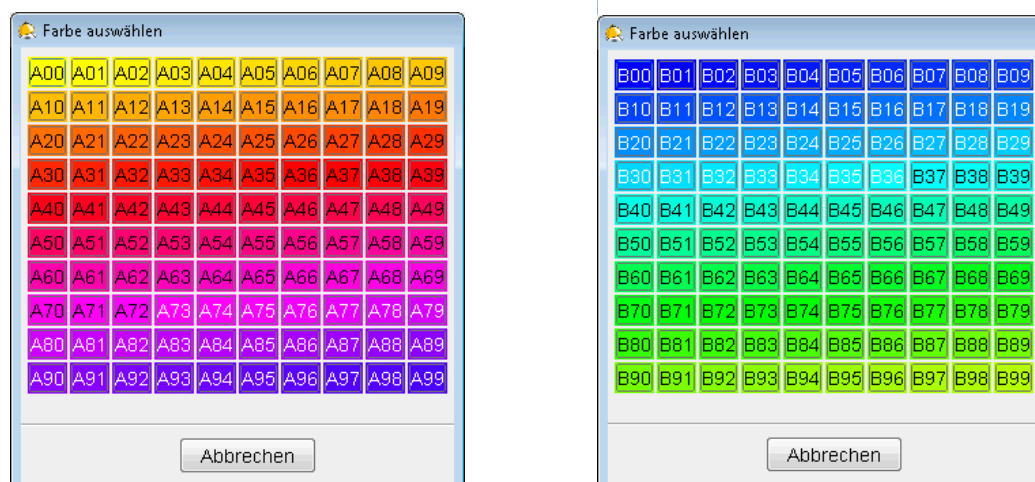 Farbe auswählen
A00 A01 A02 A03 A04 A05 A06 A07 A08 A09
A10 A11 A12 A13 A14 A15 A16 A17 A18 A19
A20 A21 A22 A23 A24 A25 A26 A27 A28 A29
A30 A31 A32 A33 A34 A35 A36 A37 A38 A39
A40 A41 A42 A43 A44 A45 A46 A47 A48 A49
A50 A51 A52 A53 A54 A55 A56 A57 A58 A59
A60 A61 A62 A63 A64 A65 A66 A67 A68 A69
A70 A71 A72 A73 A74 A75 A76 A77 A78 A79
A80 A81 A82 A83 A84 A85 A86 A87 A88 A89
A90 A91 A92 A93 A94 A95 A96 A97 A98 A99
Abbrechen
Farbe auswählen
B00 B01 B02 B03 B04 B05 B06 B07 B08 B09
B10 B11 B12 B13 B14 B15 B16 B17 B18 B19
B20 B21 B22 B23 B24 B25 B26 B27 B28 B29
B30 B31 B32 B33 B34 B35 B36 B37 B38 B39
B40 B41 B42 B43 B44 B45 B46 B47 B48 B49
B50 B51 B52 B53 B54 B55 B56 B57 B58 B59
B60 B61 B62 B63 B64 B65 B66 B67 B68 B69
B70 B71 B72 B73 B74 B75 B76 B77 B78 B79
B80 B81 B82 B83 B84 B85 B86 B87 B88 B89
B90 B91 B92 B93 B94 B95 B96 B97 B98 B99
Abbrechen